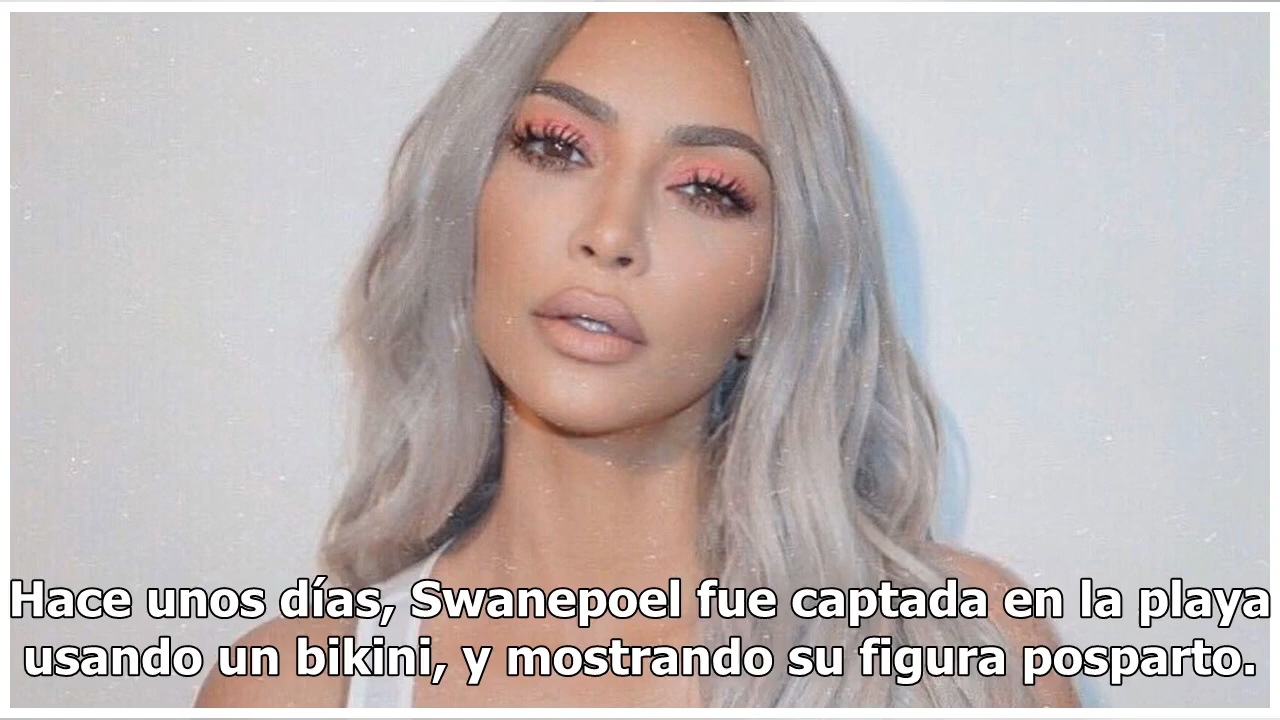 Hace unos días, Swanepoel fue captada en la playa
usando un bikini, y mostrando su figura posparto.